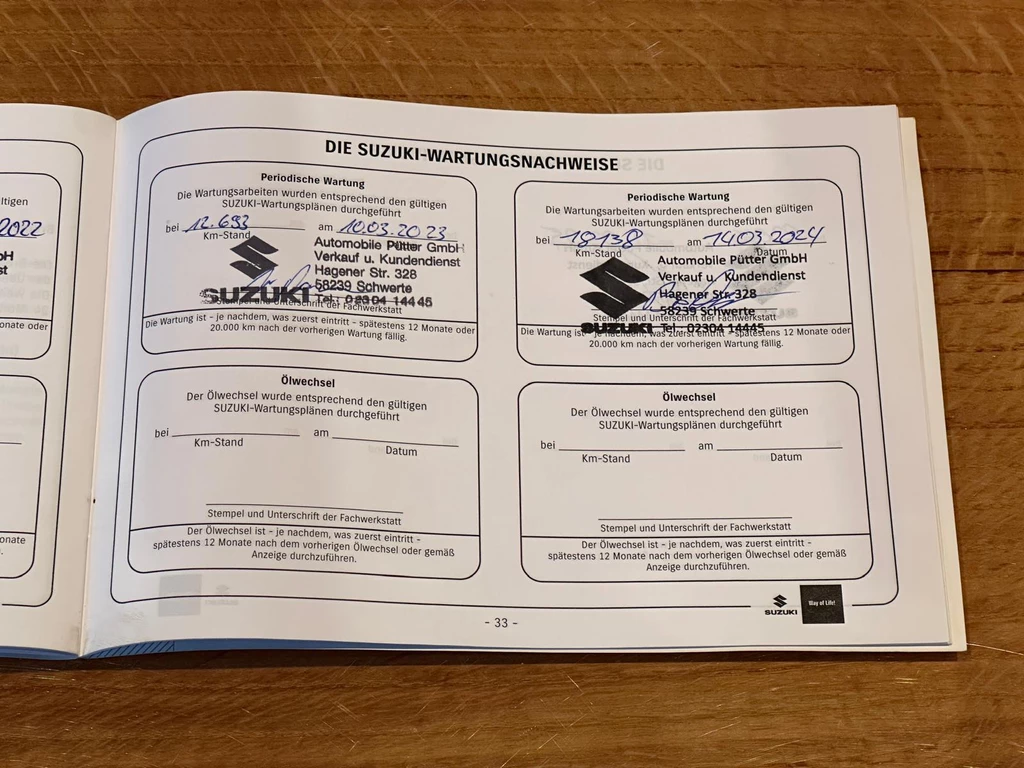 ltigen
2022
onate oder
onate
DIE SUZUKI-WARTUNGSNACHWEISE
Periodische Wartung
Die Wartungsarbeiten wurden entsprechend den gültigen
SUZUKI-Wartungsplänen durchgeführt
bei 12.693 am 10.03.2023
Km-Stand
Automobile Pütter GmbH
Verkauf u. Kundendienst
Hagener Str. 328
58239 Schwerte
SUZUKI Tel.: 02304 14445
Stempel und Unterschrift der Fachwerkstatt
Die Wartung ist - je nachdem, was zuerst eintritt - spätestens 12 Monate oder
20.000 km nach der vorherigen Wartung fällig.
Periodische Wartung
Die Wartungsarbeiten wurden entsprechend den gültigen
SUZUKI-Wartungsplänen durchgeführt
bei 18138 am 14.03.2024
Km-Stand Datum
Automobile Pütter GmbH
Verkauf u. Kundendienst
Hagener Str. 328
58239 Schwerte
Stempel und Unterschrift der Fachwerkstatt
SUZUKI Tel.: 02304 14445
Die Wartung ist - je nachdem, was zuerst eintritt - spätestens 12 Monate oder
20.000 km nach der vorherigen Wartung fällig.
Ölwechsel
Der Ölwechsel wurde entsprechend den gültigen
SUZUKI-Wartungsplänen durchgeführt
bei am
Km-Stand Datum
Stempel und Unterschrift der Fachwerkstatt
Der Ölwechsel ist - je nachdem, was zuerst eintritt -
spätestens 12 Monate nach dem vorherigen Ölwechsel oder gemäß
Anzeige durchzuführen.
Ölwechsel
Der Ölwechsel wurde entsprechend den gültigen
SUZUKI-Wartungsplänen durchgeführt
bei am
Km-Stand Datum
Stempel und Unterschrift der Fachwerkstatt
Der Ölwechsel ist - je nachdem, was zuerst eintritt -
spätestens 12 Monate nach dem vorherigen Ölwechsel oder gemäß
Anzeige durchzuführen.
SUZUKI Way of Life!
- 33 -